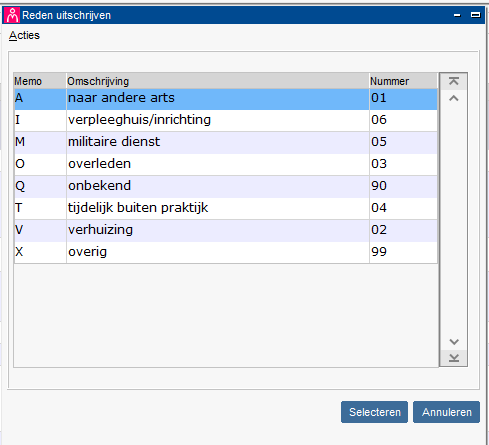 Reden uitschrijven
Acties
Memo Omschrijving Nummer
A naar andere arts 01
I verpleeghuis/inrichting 06
M militaire dienst 05
O overleden 03
Q onbekend 90
T tijdelijk buiten praktijk 04
V verhuizing 02
X overig 99
Selecteren Annuleren